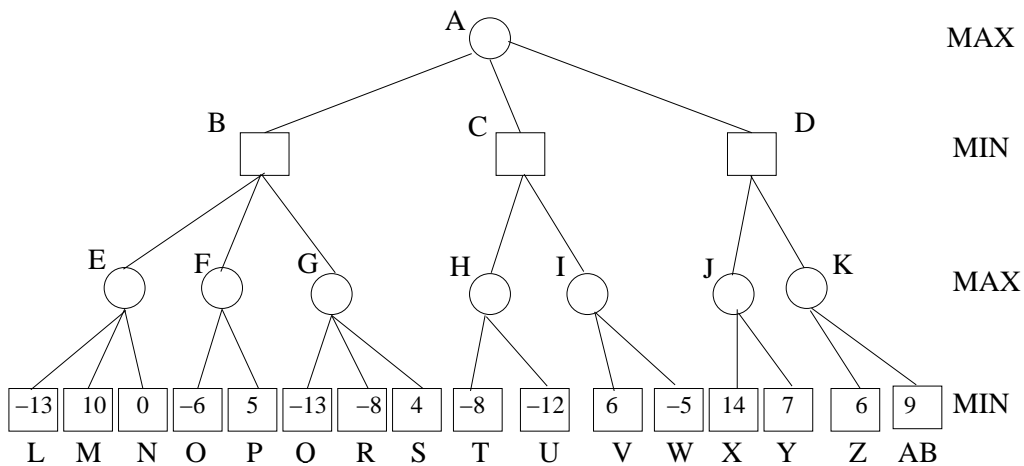 A MAX
B C D MIN
E F G H I J K MAX
−13 10 0 −6 5 −13 −8 4 −8 −12 6 −5 14 7 6 9 MIN
L M N O P Q R S T U V W X Y Z AB